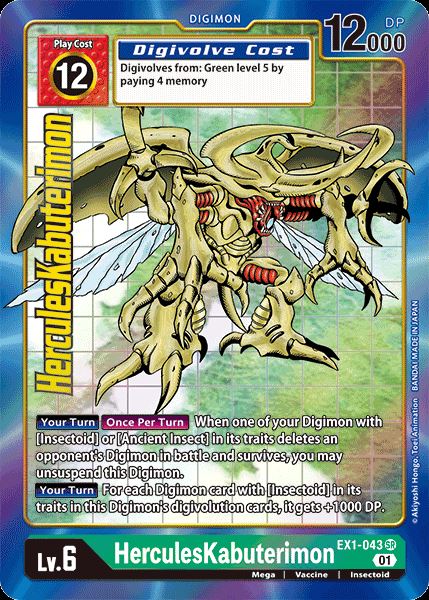 DIGIMON
Play Cost
12
Digivolve Cost
Digivolves from: Green level 5 by
paying 4 memory
DP
12000
HerculesKabuterimon
Your Turn Once Per Turn When one of your Digimon with
[Insectoid] or [Ancient Insect] in its traits deletes an
opponent's Digimon in battle and survives, you may
unsuspend this Digimon.
Your Turn For each Digimon card with [Insectoid] in its
traits in this Digimon's digivolution cards, it gets +1000 DP.
©Akiyoshi Hongo, Toei Animation BANDAI MADE IN JAPAN
Lv.6
HerculesKabuterimon
EX1-043 SR
01
Mega | Vaccine | Insectoid